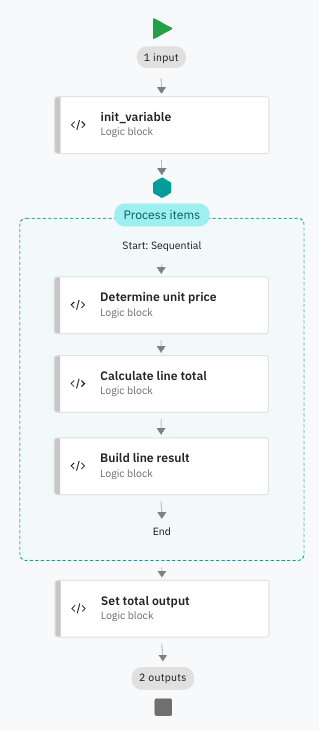 1 input
</> init_variable
Logic block
Process items
Start: Sequential
</> Determine unit price
Logic block
</> Calculate line total
Logic block
</> Build line result
Logic block
End
</> Set total output
Logic block
2 outputs